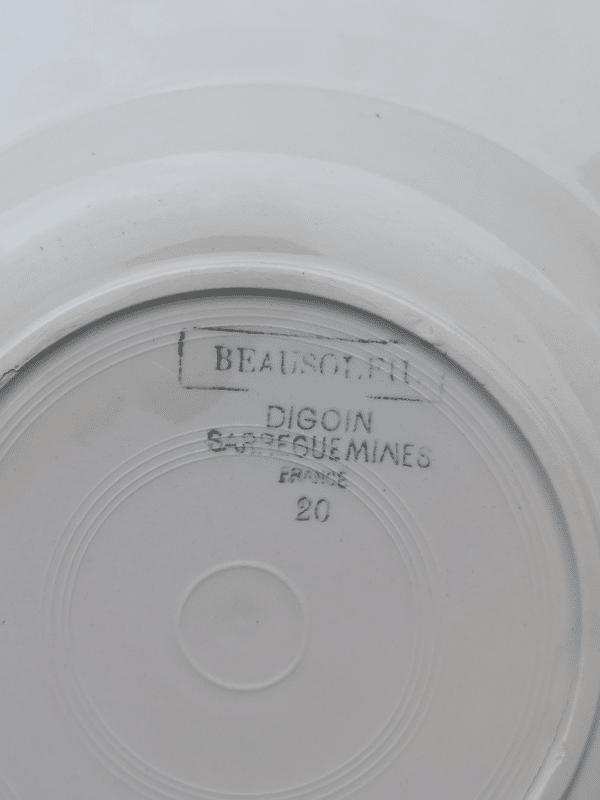 BEAUSOLEIL
DIGOIN
SARREGUEMINES
FRANCE
20